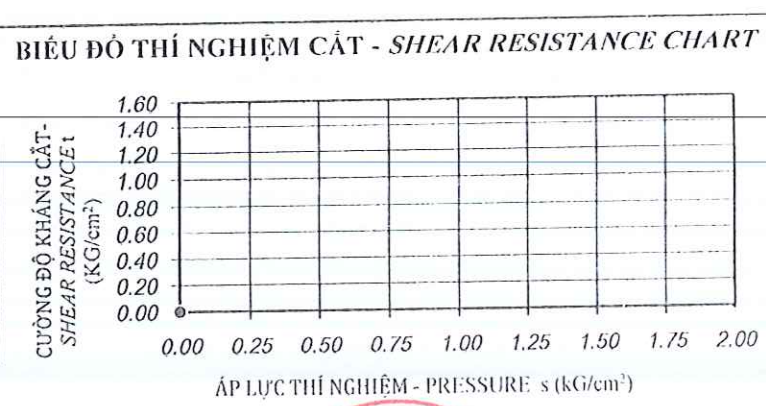 BIỂU ĐỒ THÍ NGHIỆM CẮT - SHEAR RESISTANCE CHART
CƯỜNG ĐỘ KHÁNG CẮT-
SHEAR RESISTANCE t
(KG/cm²)
1.60
1.40
1.20
1.00
0.80
0.60
0.40
0.20
0.00
0.00 0.25 0.50 0.75 1.00 1.25 1.50 1.75 2.00
ÁP LỰC THÍ NGHIỆM - PRESSURE s (kG/cm²)